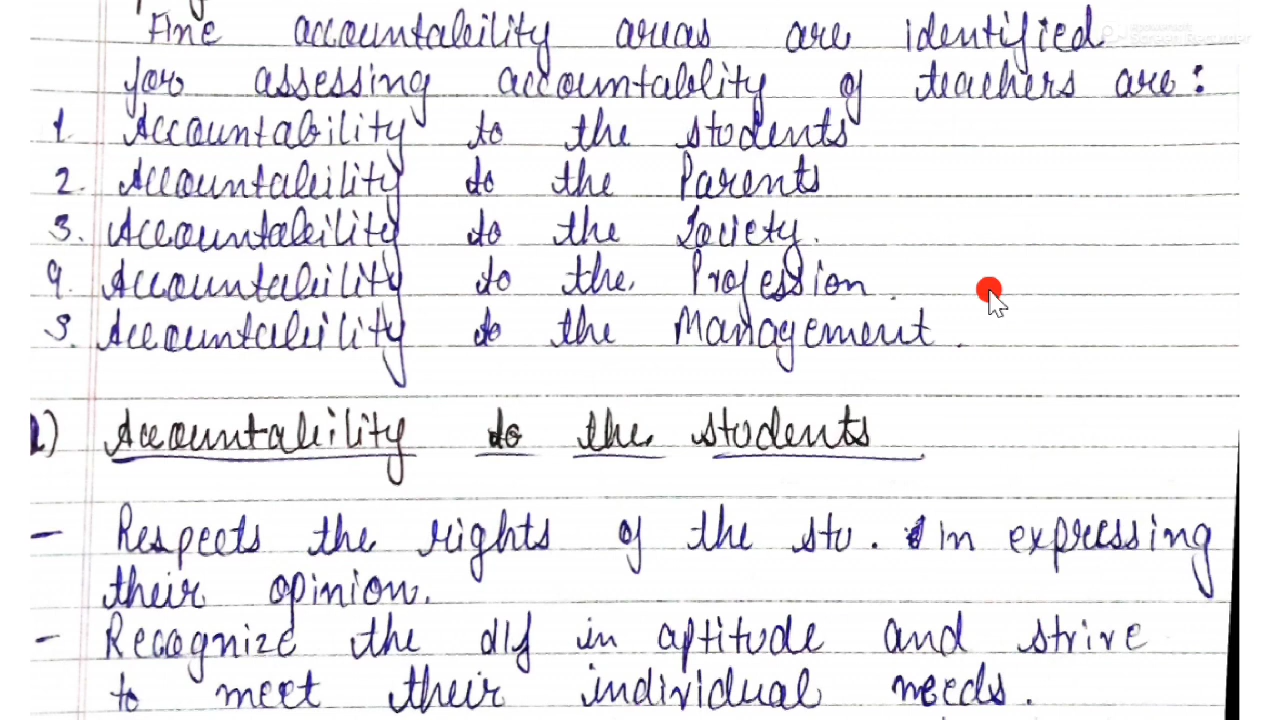 Five accountability areas are identified
for assessing accountablity of teachers are:
1. Accountability to the students
2. Accountability to the Parents
3. Accountability to the Society.
4. Accountability to the Profession.
5. Accountability to the Management.
1) Accountability to the students
- Respects the rights of the stu. in expressing
their opinion.
- Recognize the dif in aptitude and strive
to meet their individual needs.
Screen Recorder